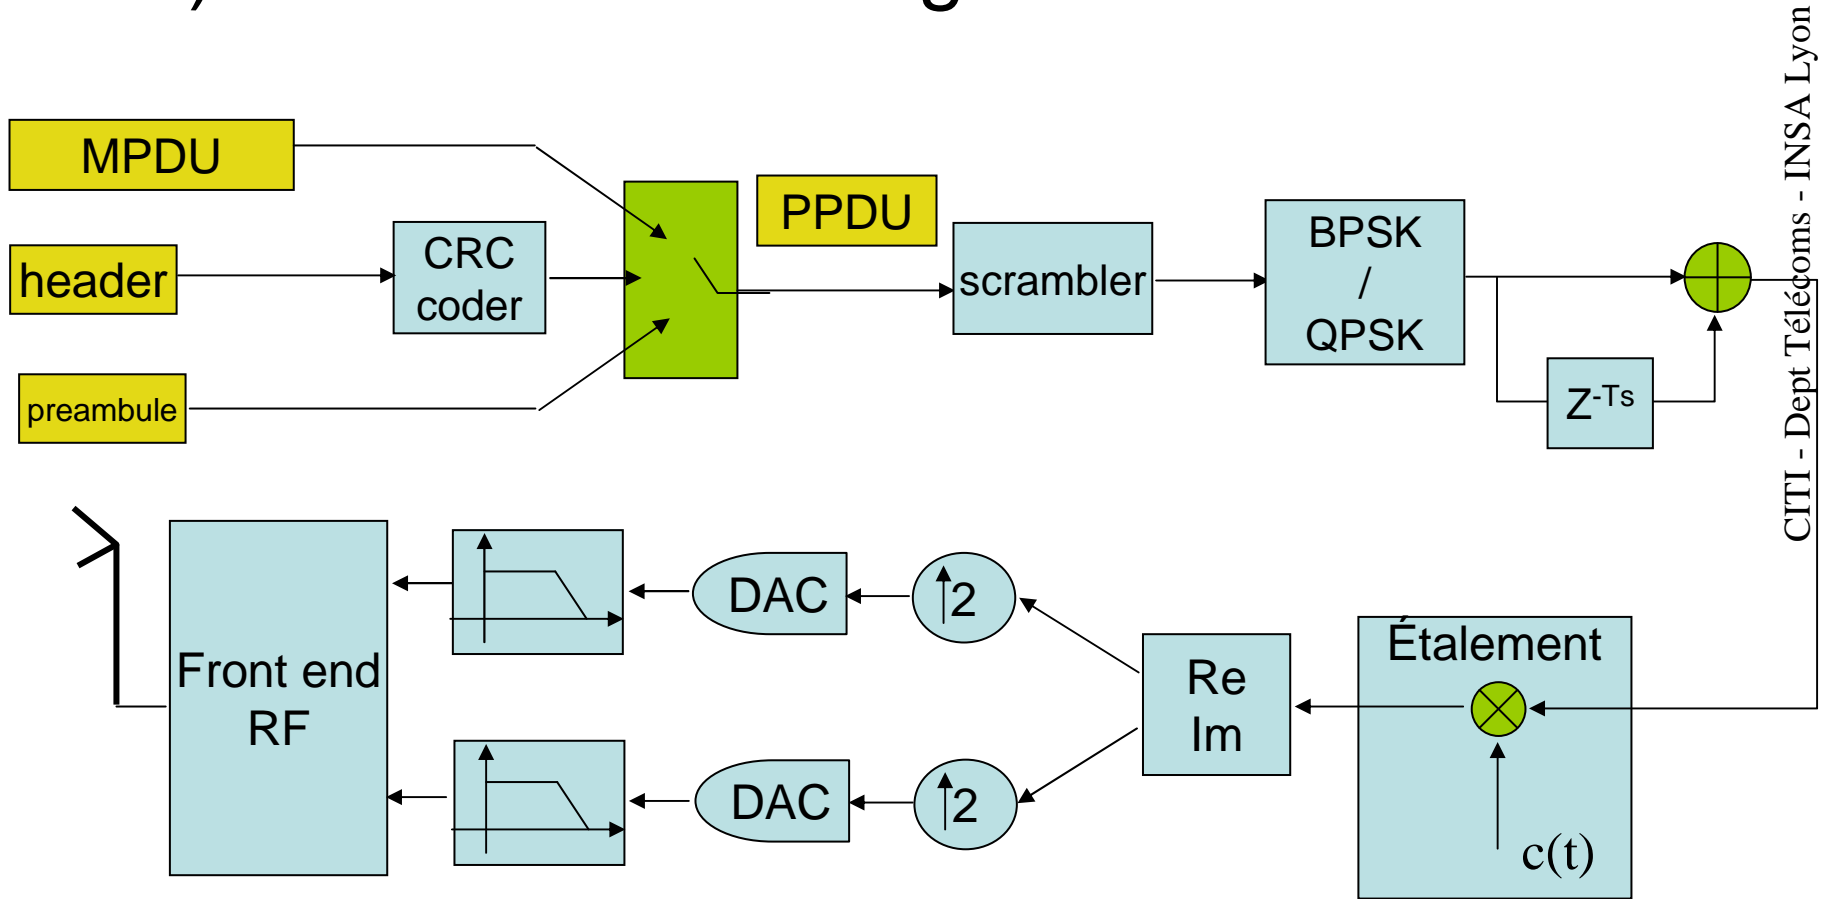 MPDU
header
preambule
CRC
coder
PPDU
scrambler
BPSK
/
QPSK
Z-Ts
CITI - Dept Télécoms - INSA Lyon
Front end
RF
DAC
2
DAC
2
Re
Im
Étalement
c(t)